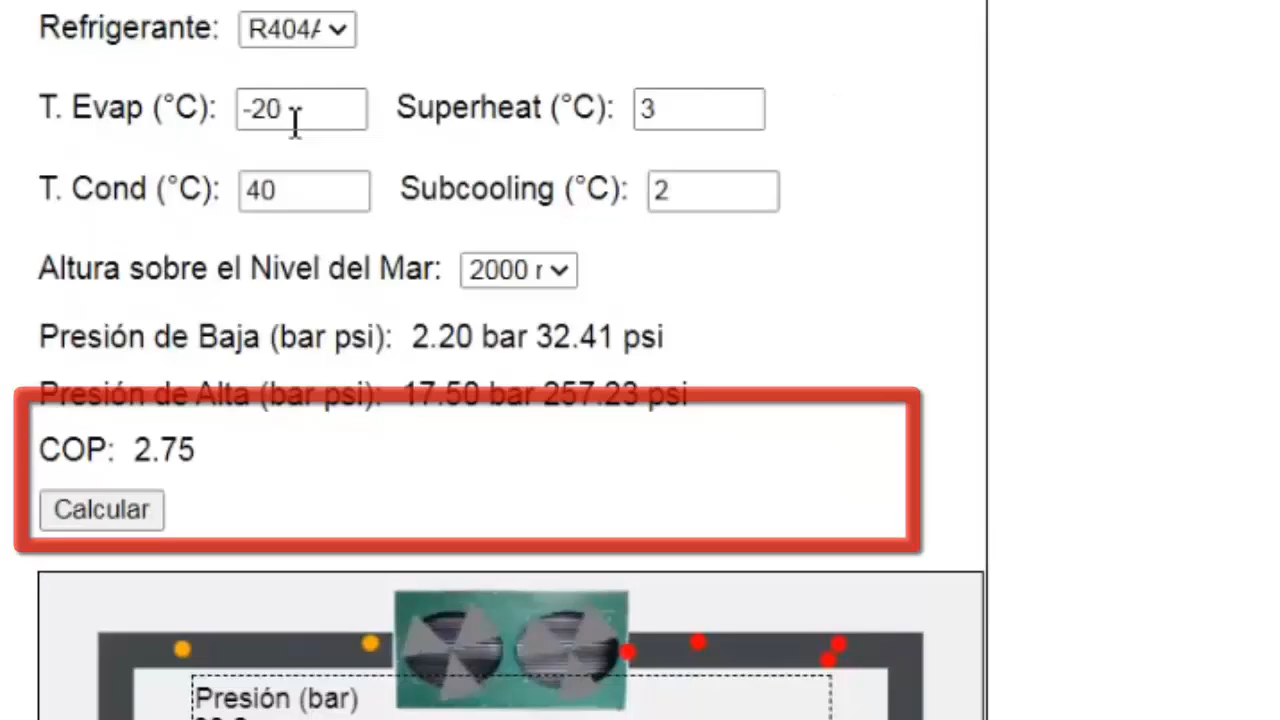 Refrigerante: R404A
T. Evap (°C): -20 Superheat (°C): 3
T. Cond (°C): 40 Subcooling (°C): 2
Altura sobre el Nivel del Mar: 2000 r
Presión de Baja (bar psi): 2.20 bar 32.41 psi
Presión de Alta (bar psi): 17.50 bar 257.23 psi
COP: 2.75
Calcular
Presión (bar)